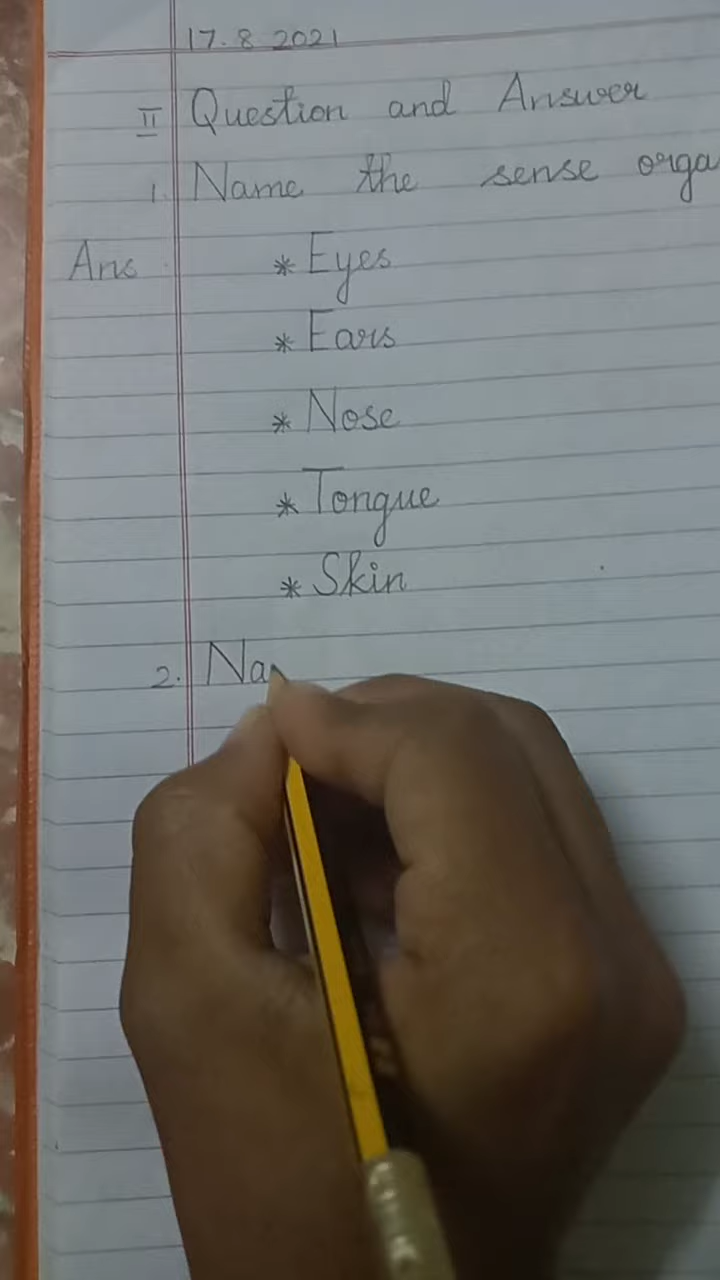 17.8.2021
II Question and Answer
1. Name the sense orga
Ans * Eyes
* Ears
* Nose
* Tongue
* Skin
2. Na